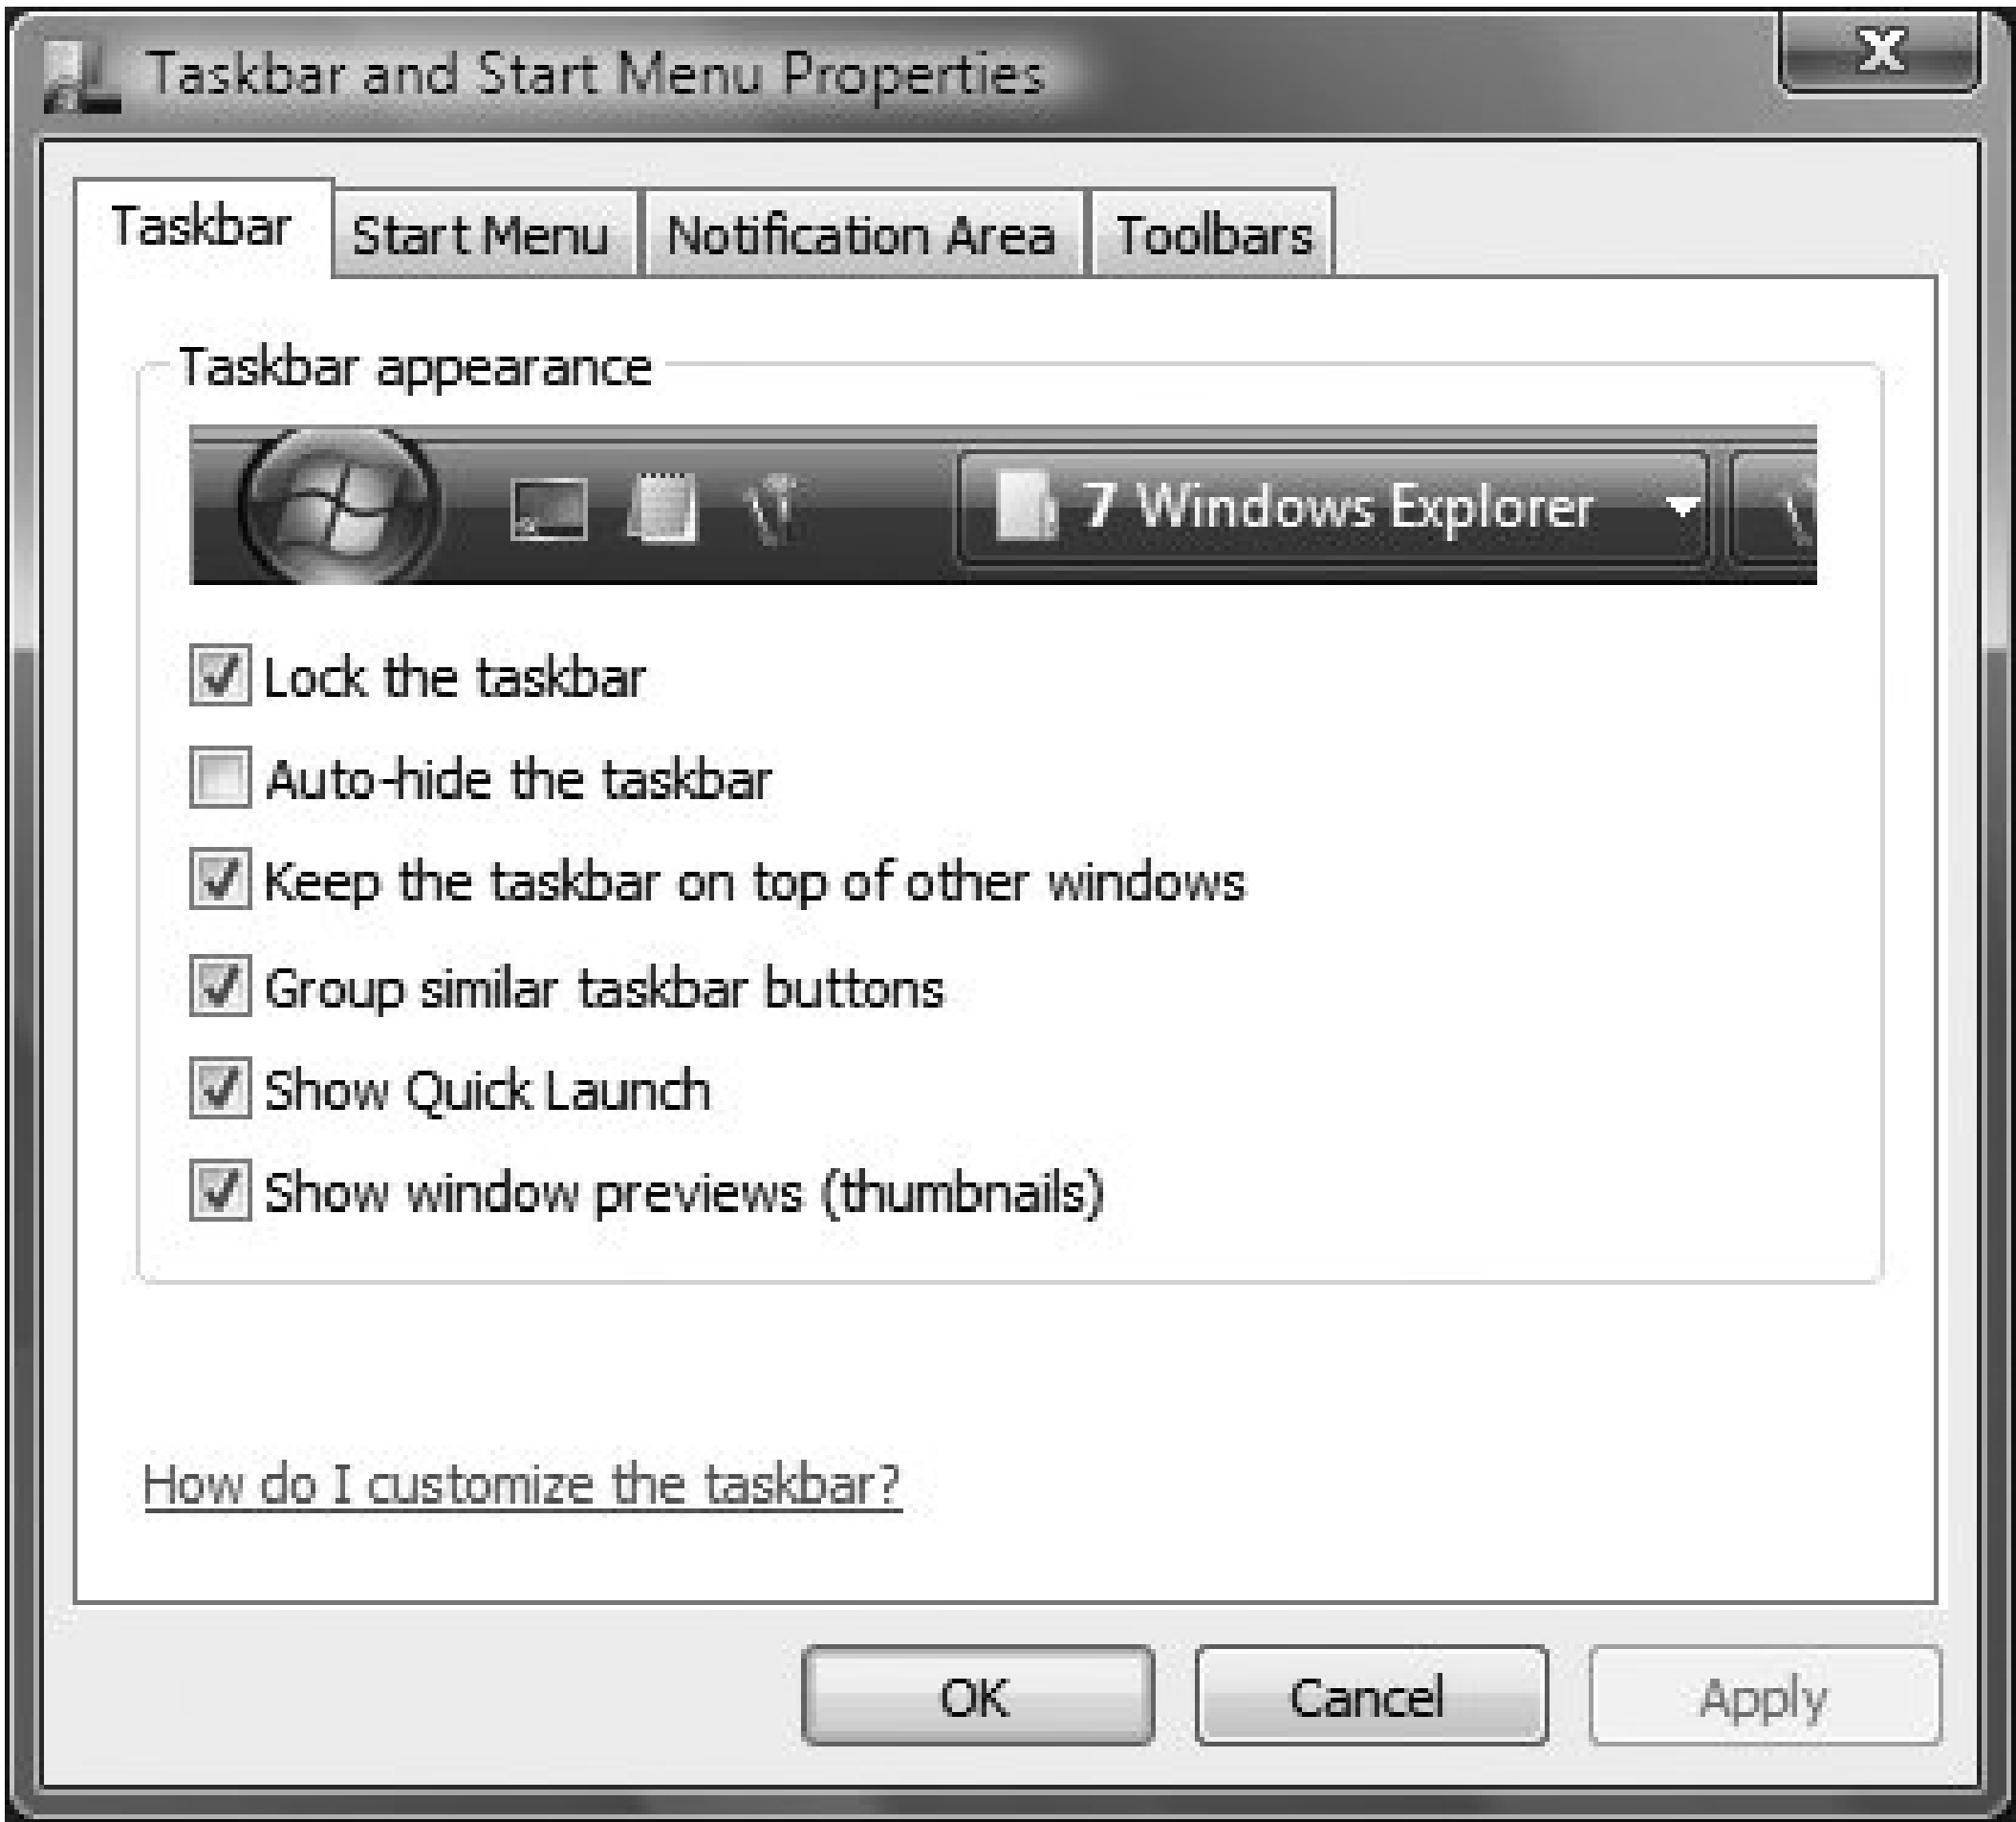 Taskbar and Start Menu Properties
X
Taskbar
Start Menu
Notification Area
Toolbars
Taskbar appearance
7 Windows Explorer
Lock the taskbar
Auto-hide the taskbar
Keep the taskbar on top of other windows
Group similar taskbar buttons
Show Quick Launch
Show window previews (thumbnails)
How do I customize the taskbar?
OK
Cancel
Apply